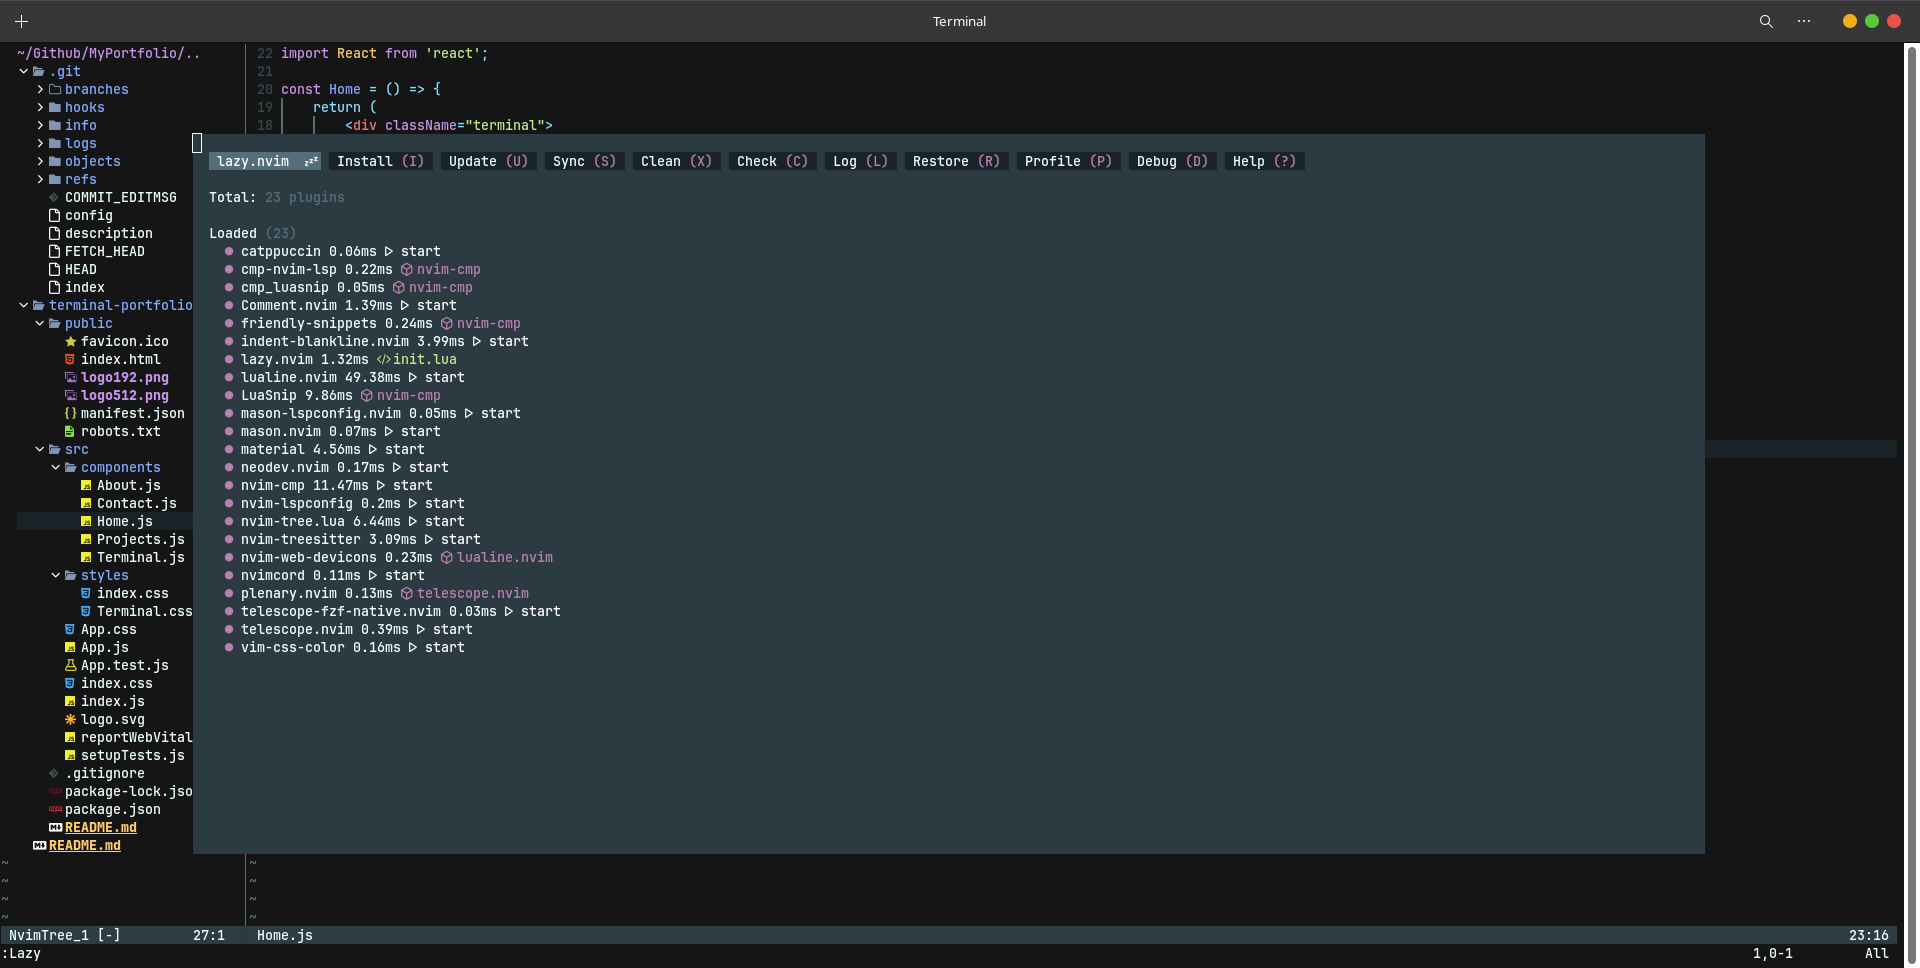 Terminal
~/Github/MyPortfolio/..
.git
branches
hooks
info
logs
objects
refs
COMMIT_EDITMSG
config
description
FETCH_HEAD
HEAD
index
terminal-portfolio
public
favicon.ico
index.html
logo192.png
logo512.png
manifest.json
robots.txt
src
components
About.js
Contact.js
Home.js
Projects.js
Terminal.js
styles
index.css
Terminal.css
App.css
App.js
App.test.js
index.css
index.js
logo.svg
reportWebVital
setupTests.js
.gitignore
package-lock.jso
package.json
README.md
README.md
~
~
~
~
22 import React from 'react';
21
20 const Home = () => {
19 return (
18 <div className="terminal">
lazy.nvim zzz Install (I) Update (U) Sync (S) Clean (X) Check (C) Log (L) Restore (R) Profile (P) Debug (D) Help (?)
Total: 23 plugins
Loaded (23)
● catppuccin 0.06ms ▷ start
● cmp-nvim-lsp 0.22ms nvim-cmp
● cmp_luasnip 0.05ms nvim-cmp
● Comment.nvim 1.39ms ▷ start
● friendly-snippets 0.24ms nvim-cmp
● indent-blankline.nvim 3.99ms ▷ start
● lazy.nvim 1.32ms </> init.lua
● lualine.nvim 49.38ms ▷ start
● LuaSnip 9.86ms nvim-cmp
● mason-lspconfig.nvim 0.05ms ▷ start
● mason.nvim 0.07ms ▷ start
● material 4.56ms ▷ start
● neodev.nvim 0.17ms ▷ start
● nvim-cmp 11.47ms ▷ start
● nvim-lspconfig 0.2ms ▷ start
● nvim-tree.lua 6.44ms ▷ start
● nvim-treesitter 3.09ms ▷ start
● nvim-web-devicons 0.23ms lualine.nvim
● nvimcord 0.11ms ▷ start
● plenary.nvim 0.13ms telescope.nvim
● telescope-fzf-native.nvim 0.03ms ▷ start
● telescope.nvim 0.39ms ▷ start
● vim-css-color 0.16ms ▷ start
~
~
~
~
NvimTree_1 [-] 27:1 Home.js 23:16
:Lazy 1,0-1 All